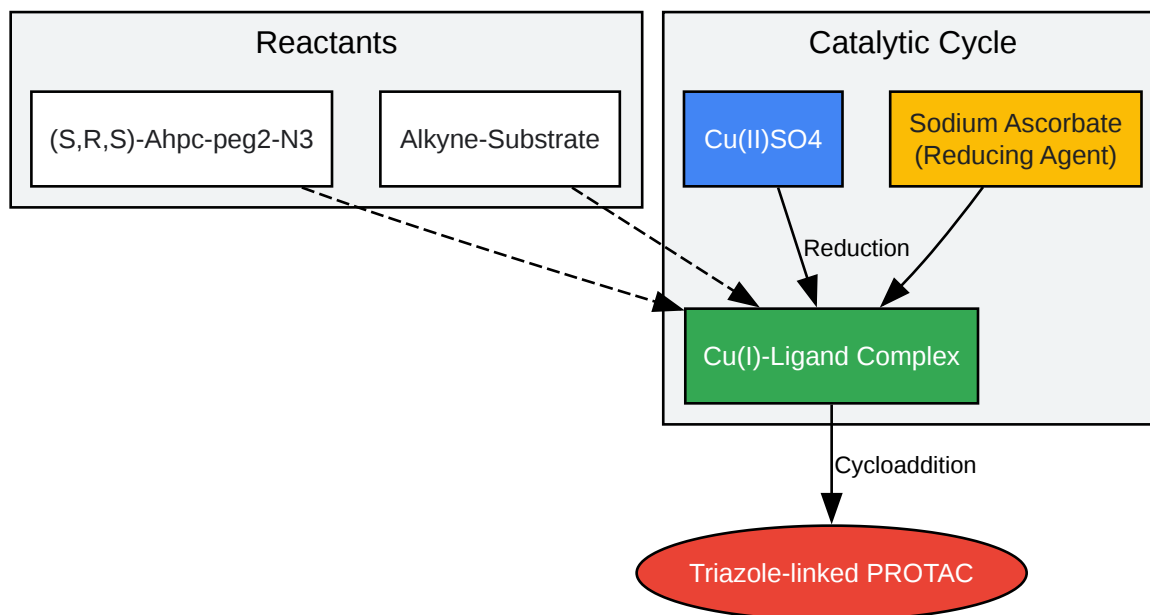 Reactants
Catalytic Cycle
(S,R,S)-Ahpc-peg2-N3
Alkyne-Substrate
Cu(II)SO4
Sodium Ascorbate
(Reducing Agent)
Reduction
Cu(I)-Ligand Complex
Cycloaddition
Triazole-linked PROTAC